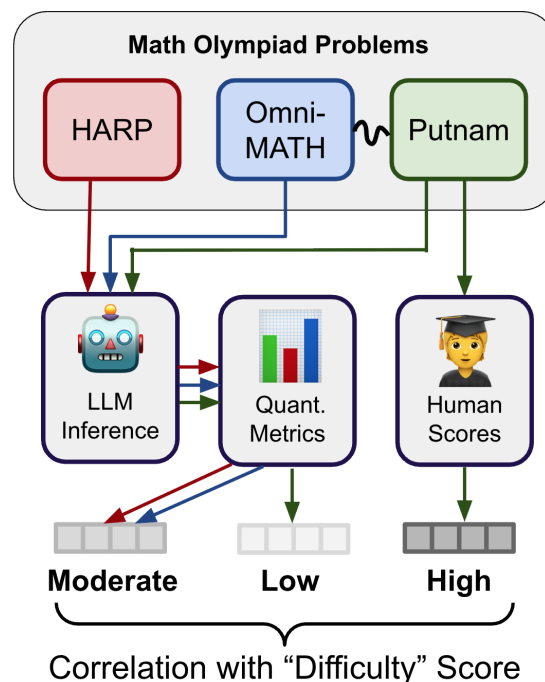 Math Olympiad Problems
HARP
Omni-
MATH
Putnam
LLM
Inference
Quant.
Metrics
Human
Scores
Moderate
Low
High
Correlation with “Difficulty” Score